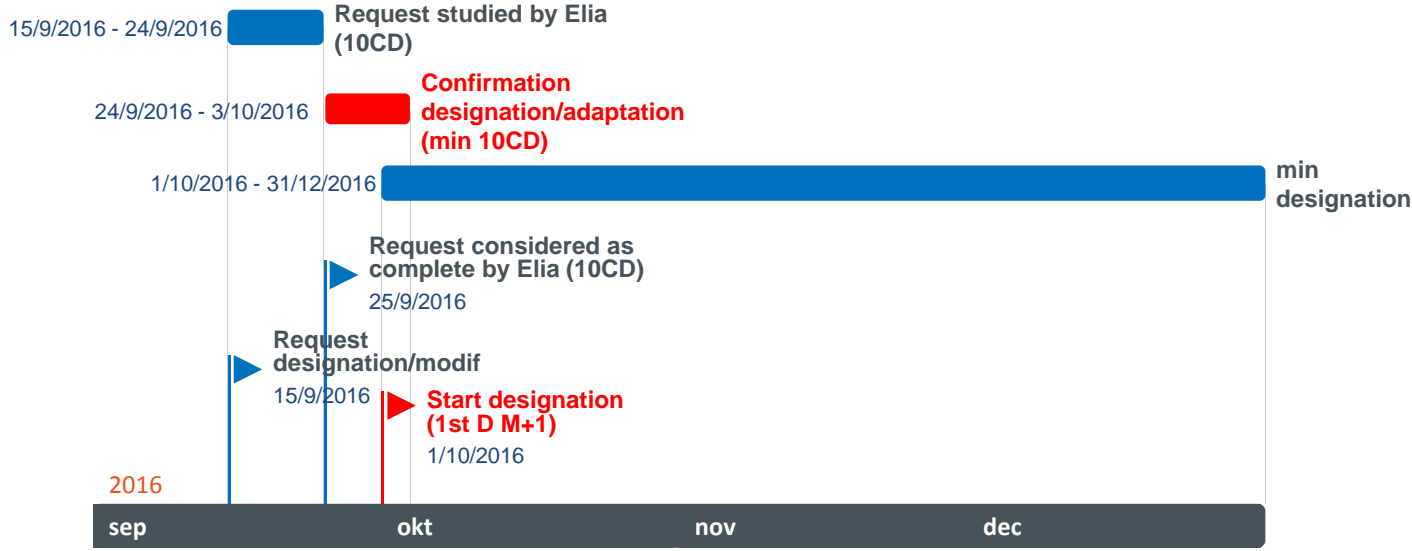 15/9/2016 - 24/9/2016
Request studied by Elia
(10CD)
24/9/2016 - 3/10/2016
Confirmation
designation/adaptation
(min 10CD)
1/10/2016 - 31/12/2016
min
designation
Request considered as
complete by Elia (10CD)
25/9/2016
Request
designation/modif
15/9/2016
Start designation
(1st D M+1)
1/10/2016
2016
sep okt nov dec